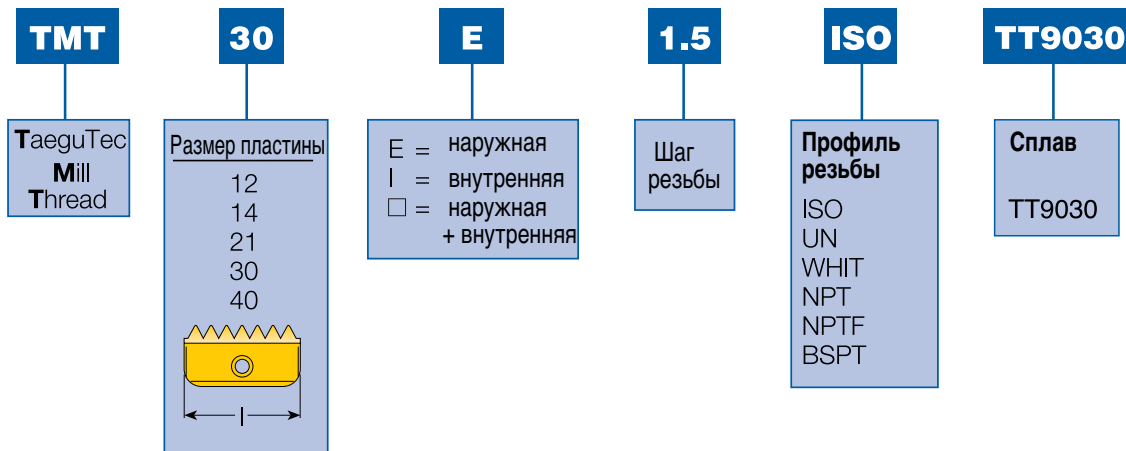 TMT
30
E
1.5
ISO
TT9030
TaeguTec
Mill
Thread
Размер пластины
12
14
21
30
40
l
E = наружная
I = внутренняя
□ = наружная
+ внутренняя
Шаг
резьбы
Профиль
резьбы
ISO
UN
WHIT
NPT
NPTF
BSPT
Сплав
TT9030